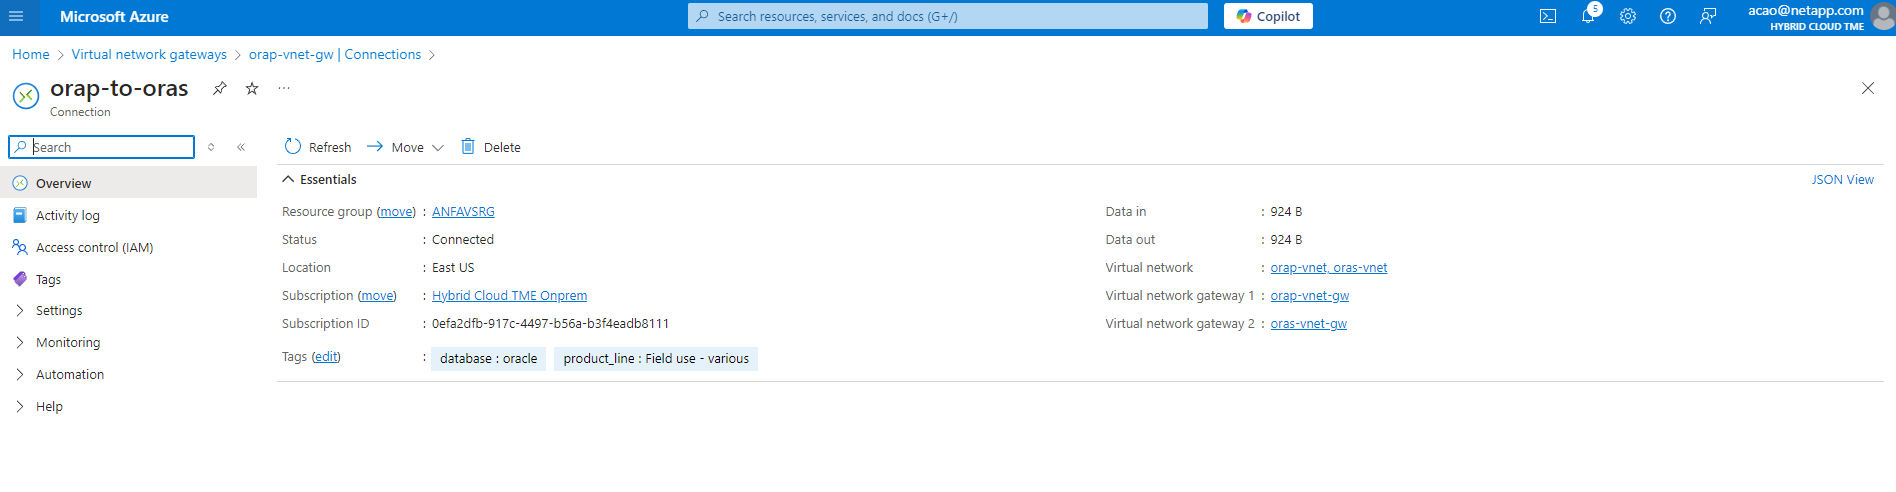 Microsoft Azure
Search resources, services, and docs (G+/)
Copilot
5
acao@netapp.com
HYBRID CLOUD TME
Home > Virtual network gateways > orap-vnet-gw | Connections >
orap-to-oras
Connection
Search
Overview
Activity log
Access control (IAM)
Tags
Settings
Monitoring
Automation
Help
Refresh
Move
Delete
Essentials
JSON View
Resource group (move) : ANFAVSRG
Status : Connected
Location : East US
Subscription (move) : Hybrid Cloud TME Onprem
Subscription ID : 0efa2dfb-917c-4497-b56a-b3f4eadb8111
Tags (edit) : database : oracle product_line : Field use - various
Data in : 924 B
Data out : 924 B
Virtual network : orap-vnet, oras-vnet
Virtual network gateway 1 : orap-vnet-gw
Virtual network gateway 2 : oras-vnet-gw